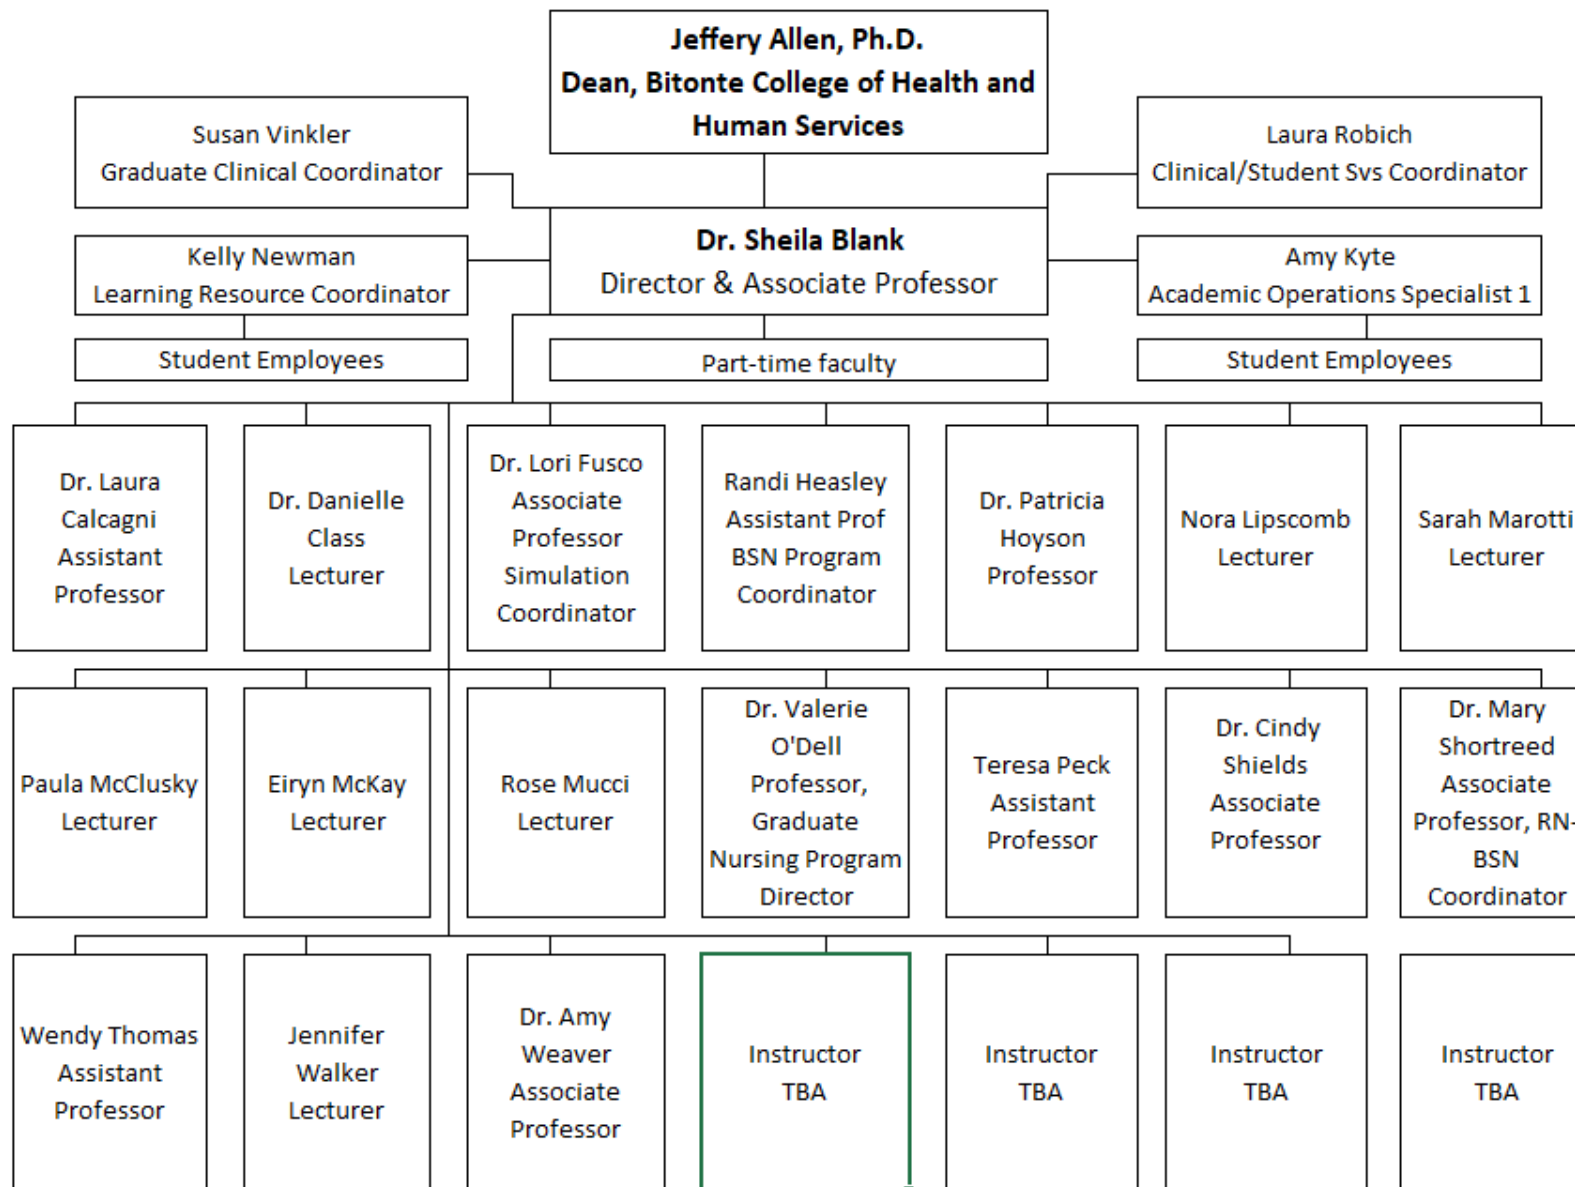 Jeffery Allen, Ph.D.
Dean, Bitonte College of Health and
Human Services
Susan Vinkler
Graduate Clinical Coordinator
Laura Robich
Clinical/Student Svs Coordinator
Dr. Sheila Blank
Director & Associate Professor
Kelly Newman
Learning Resource Coordinator
Amy Kyte
Academic Operations Specialist 1
Student Employees
Part-time faculty
Student Employees
Dr. Laura
Calcagni
Assistant
Professor
Dr. Danielle
Class
Lecturer
Dr. Lori Fusco
Associate
Professor
Simulation
Coordinator
Randi Heasley
Assistant Prof
BSN Program
Coordinator
Dr. Patricia
Hoyson
Professor
Nora Lipscomb
Lecturer
Sarah Marotti
Lecturer
Paula McClusky
Lecturer
Eiryn McKay
Lecturer
Rose Mucci
Lecturer
Dr. Valerie
O'Dell
Professor,
Graduate
Nursing Program
Director
Teresa Peck
Assistant
Professor
Dr. Cindy
Shields
Associate
Professor
Dr. Mary
Shortreed
Associate
Professor, RN-
BSN
Coordinator
Wendy Thomas
Assistant
Professor
Jennifer
Walker
Lecturer
Dr. Amy
Weaver
Associate
Professor
Instructor
TBA
Instructor
TBA
Instructor
TBA
Instructor
TBA